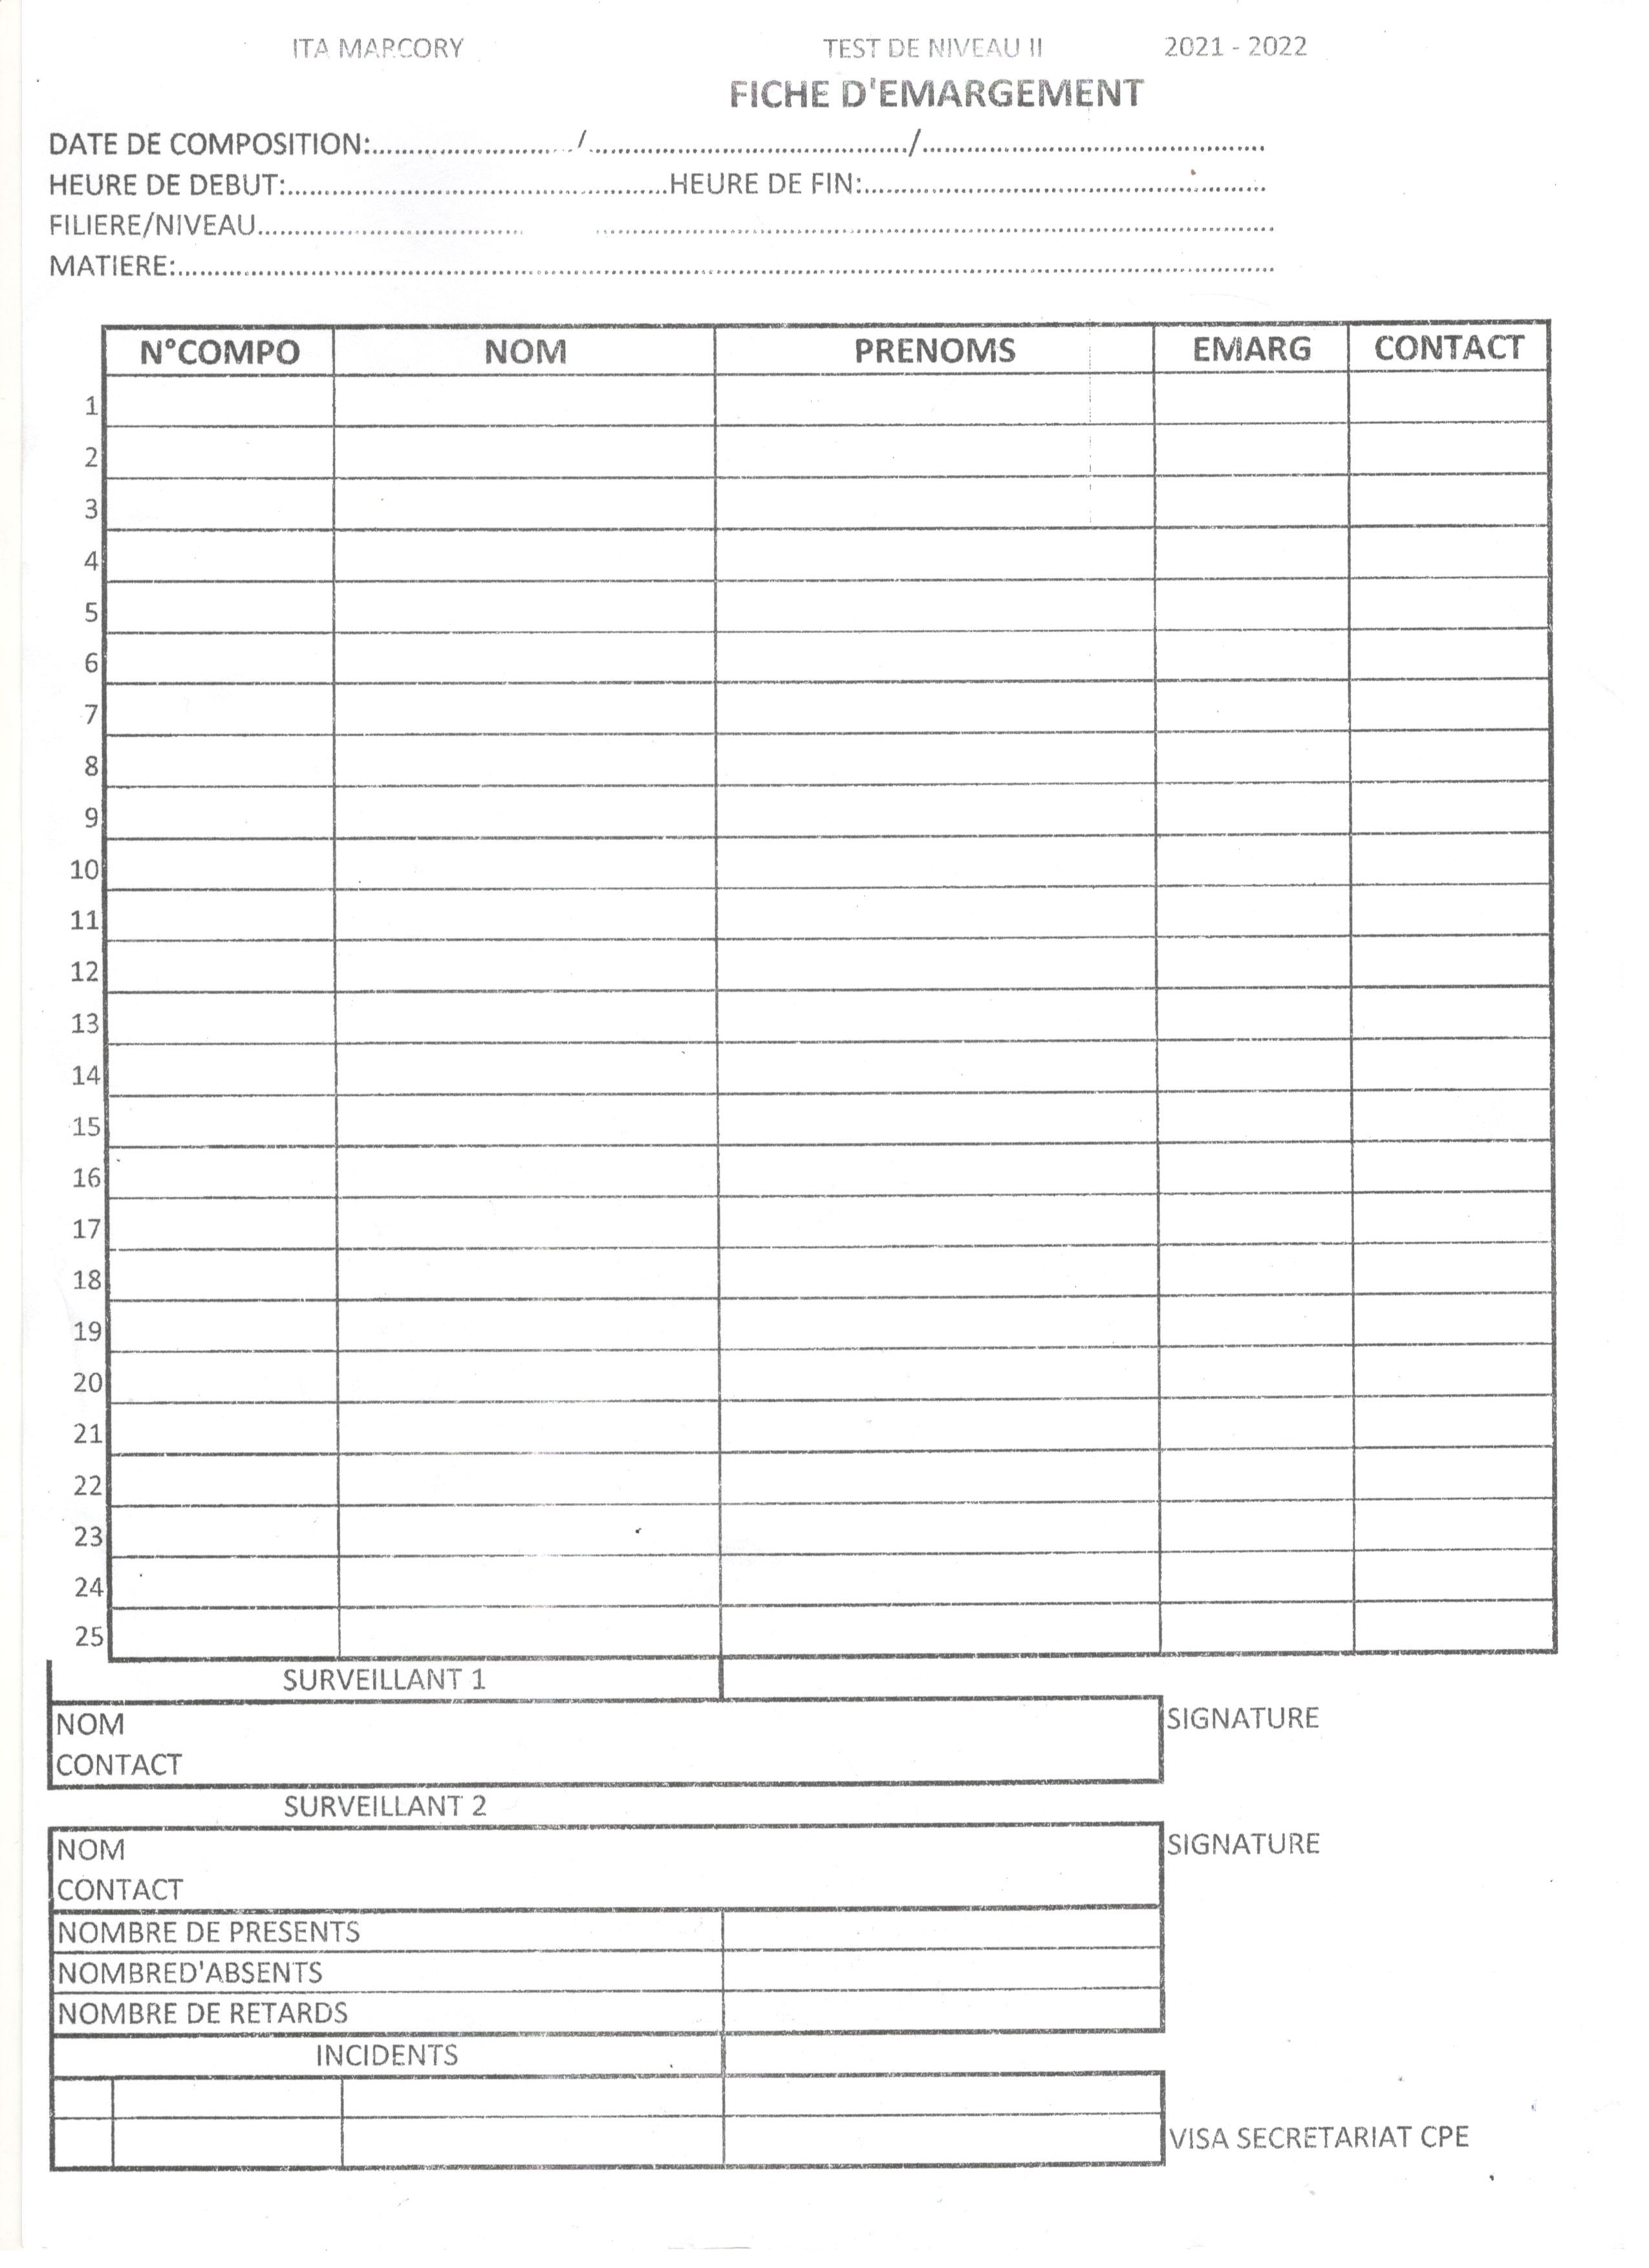 ITA MARCORY TEST DE NIVEAU II 2021 - 2022
FICHE D'EMARGEMENT
DATE DE COMPOSITION:......................../......................................../...........................................
HEURE DE DEBUT:................................................HEURE DE FIN:..................................................
FILIERE/NIVEAU................................. .....................................................................................
MATIERE:.........................................................................................................................................
N°COMPO NOM PRENOMS EMARG CONTACT
1
2
3
4
5
6
7
8
9
10
11
12
13
14
15
16
17
18
19
20
21
22
23
24
25
SURVEILLANT 1
NOM SIGNATURE
CONTACT
SURVEILLANT 2
NOM SIGNATURE
CONTACT
NOMBRE DE PRESENTS
NOMBRED'ABSENTS
NOMBRE DE RETARDS
INCIDENTS
VISA SECRETARIAT CPE